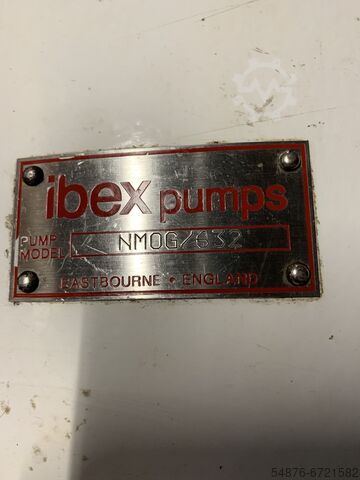 ibex pumps
PUMP
MODEL NMOG/632
EASTBOURNE • ENGLAND
54876-6721582